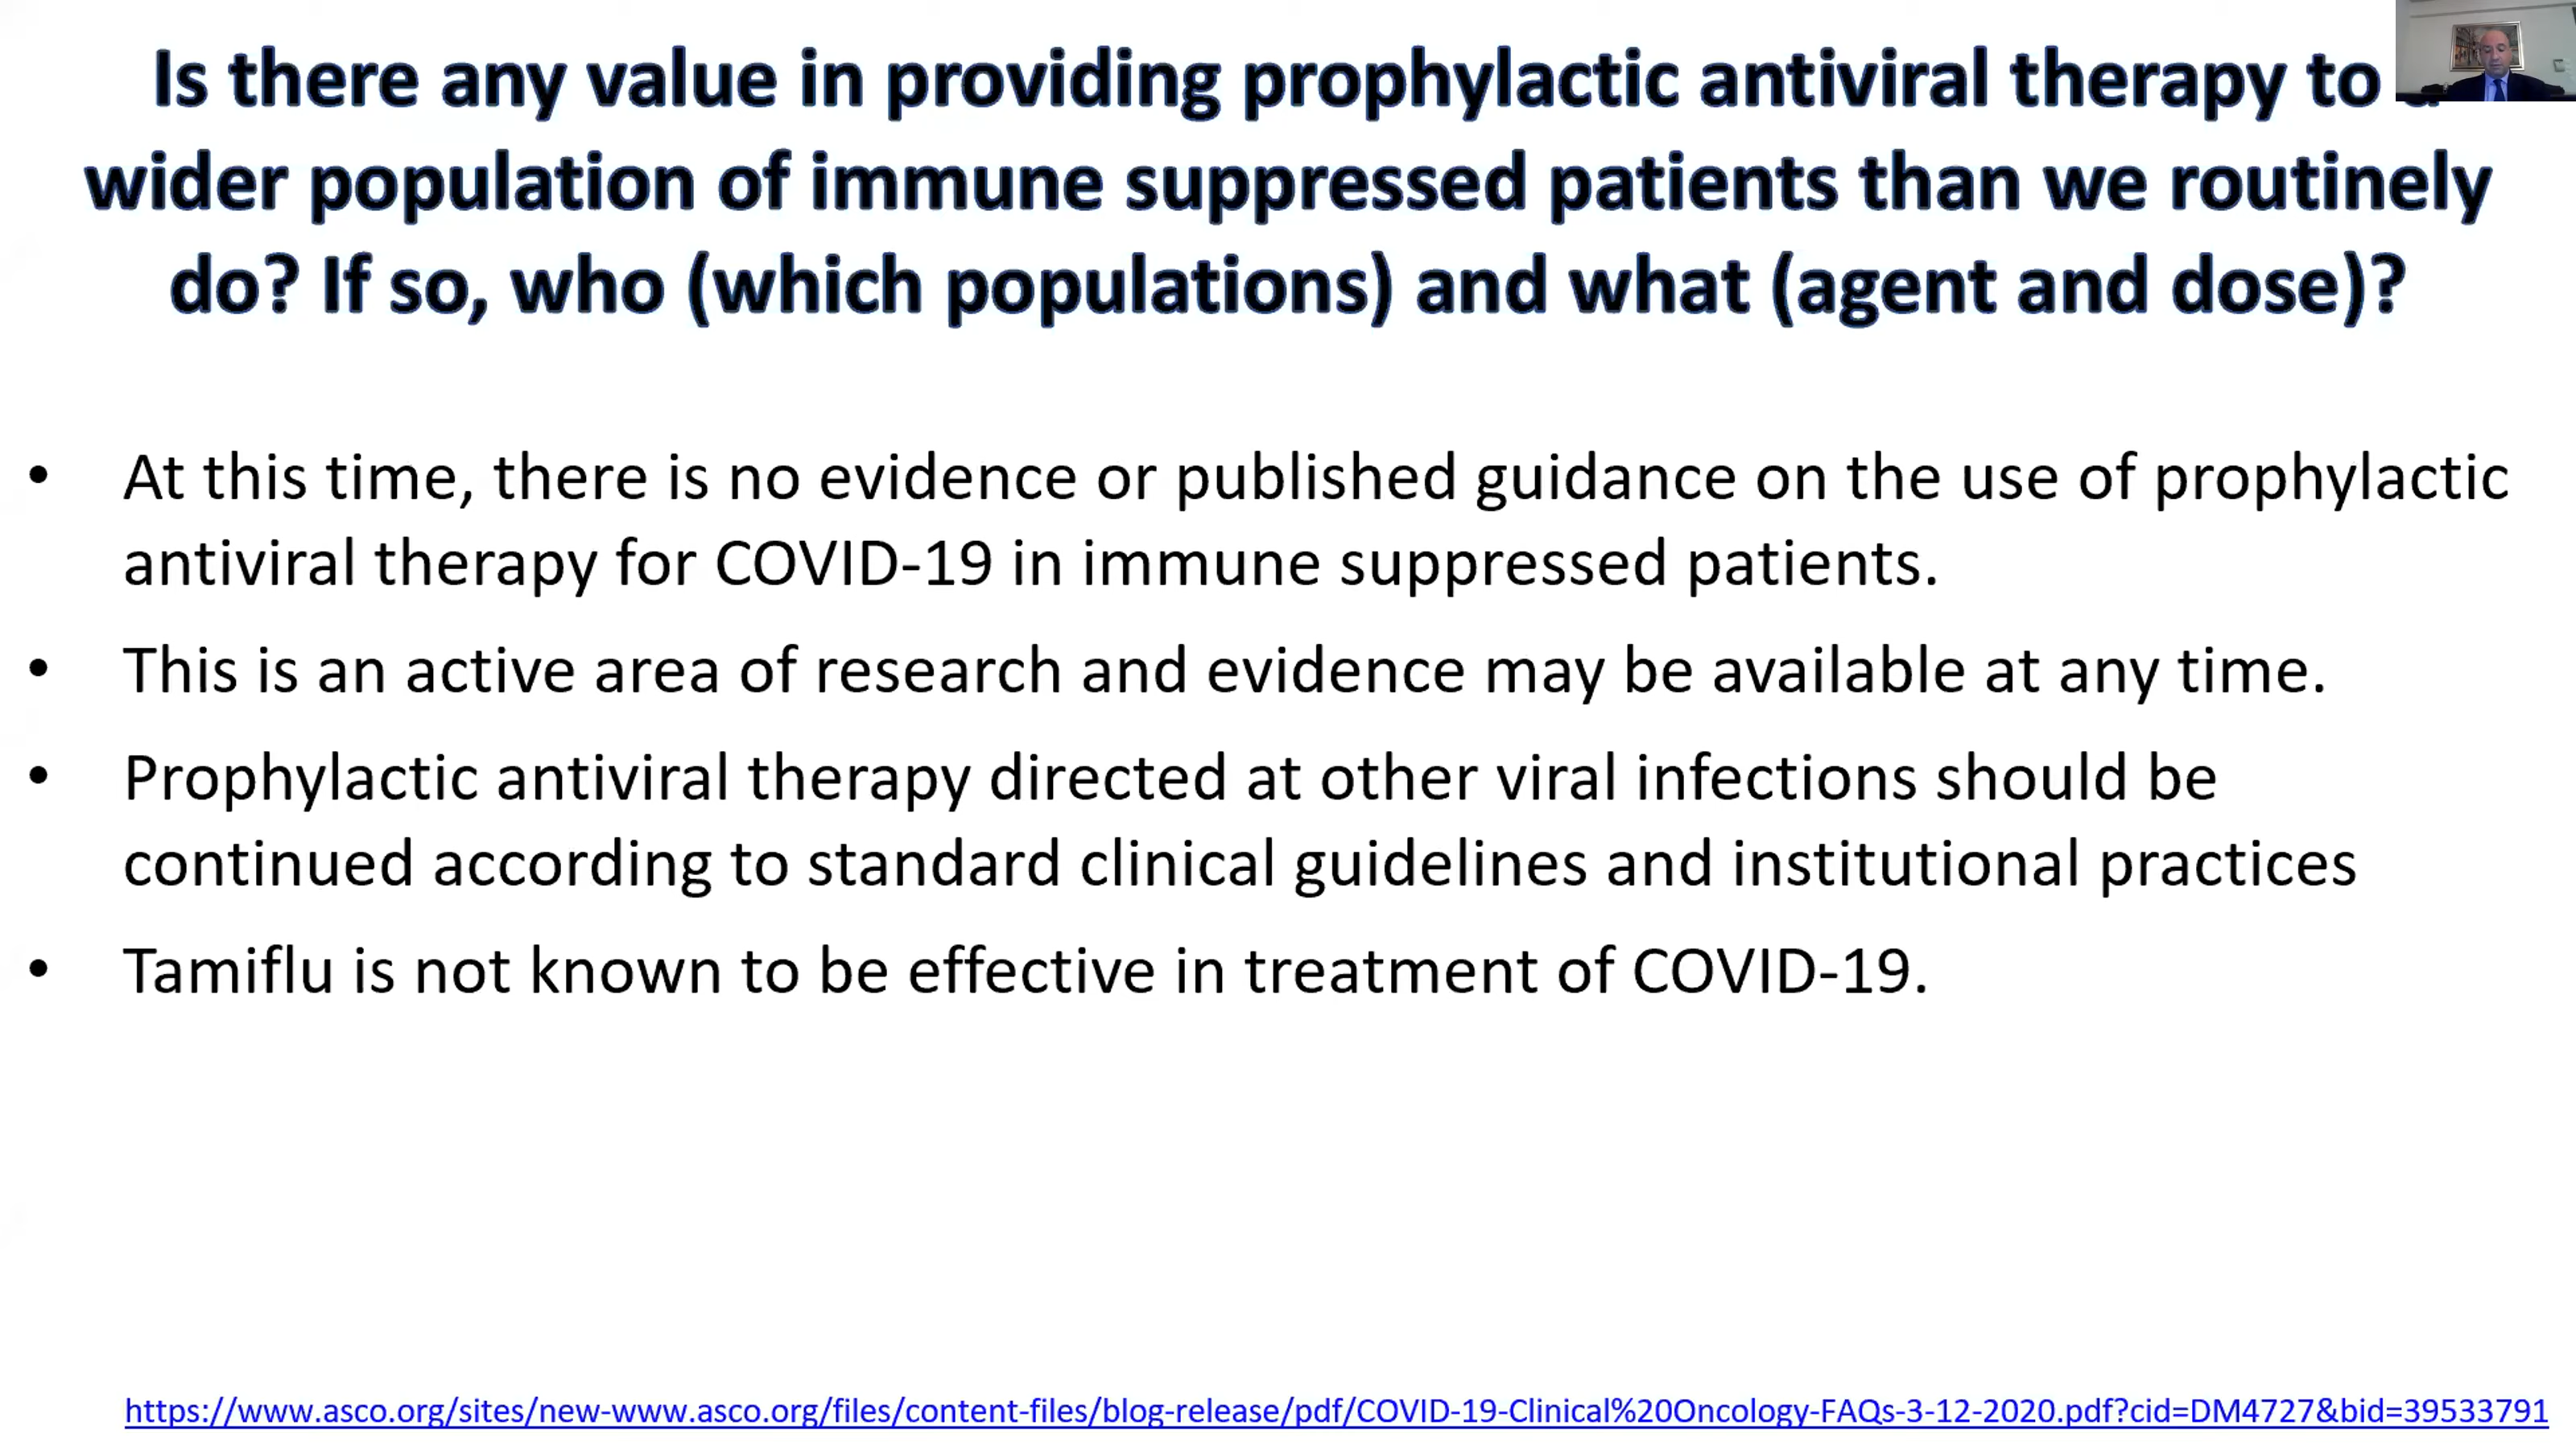 Is there any value in providing prophylactic antiviral therapy to
wider population of immune suppressed patients than we routinely
do? If so, who (which populations) and what (agent and dose)?
• At this time, there is no evidence or published guidance on the use of prophylactic
antiviral therapy for COVID-19 in immune suppressed patients.
• This is an active area of research and evidence may be available at any time.
• Prophylactic antiviral therapy directed at other viral infections should be
continued according to standard clinical guidelines and institutional practices
• Tamiflu is not known to be effective in treatment of COVID-19.
https://www.asco.org/sites/new-www.asco.org/files/content-files/blog-release/pdf/COVID-19-Clinical%20Oncology-FAQs-3-12-2020.pdf?cid=DM4727&bid=39533791